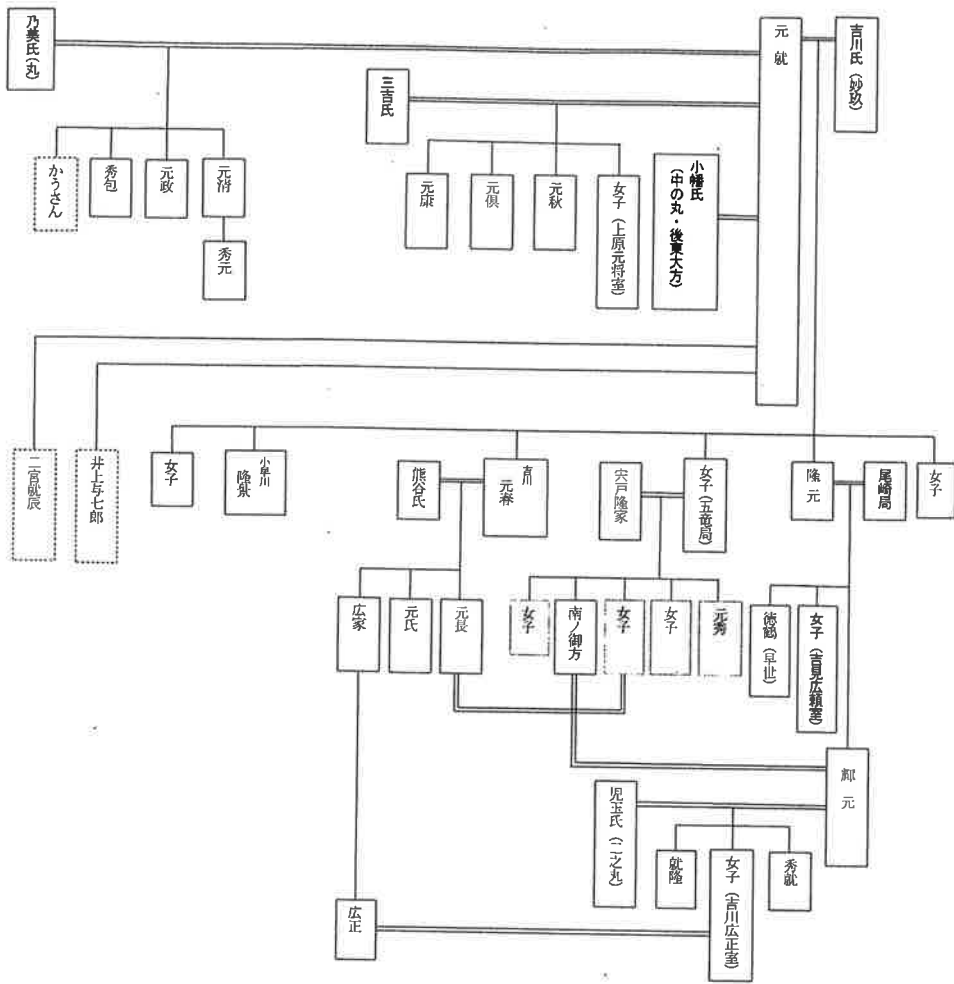 吉川氏(妙玖)
元就
乃美氏(丸)
三吉氏
小幡氏
(中の丸・後東大方)
女子(上原元将室)
元秋
元倶
元康
元清
元政
秀包
かうさん
秀元
女子
尾崎局
隆元
女子(五竜局)
宍戸隆家
吉川
元春
熊谷氏
小早川
隆景
女子
井上与七郎
二宮就辰
女子(吉見広頼室)
徳鶴(早世)
元秀
女子
女子
南ノ御方
女子
元長
元氏
広家
輝元
児玉氏(二之丸)
秀就
女子(吉川広正室)
就隆
広正